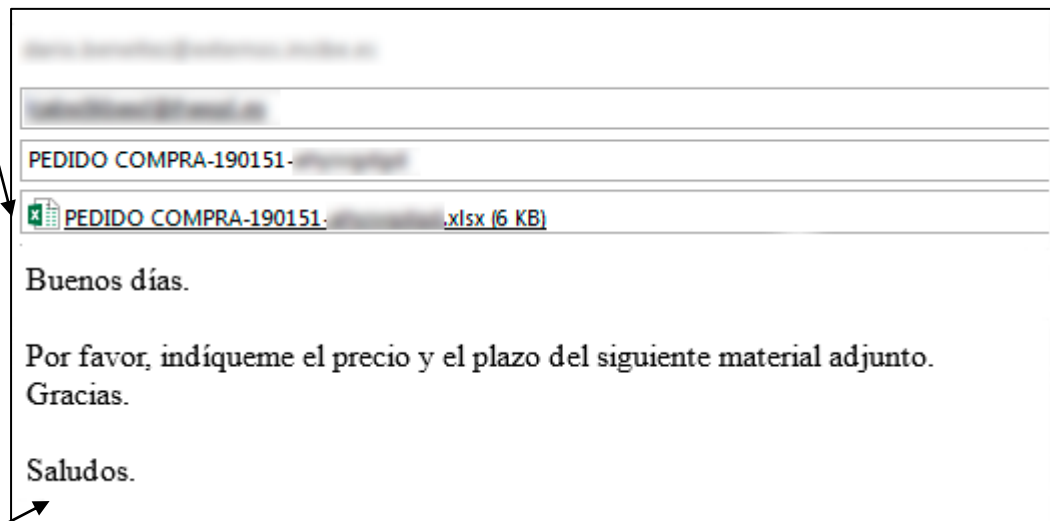 PEDIDO COMPRA-190151-
PEDIDO COMPRA-190151- .xlsx (6 KB)
Buenos días.
Por favor, indíqueme el precio y el plazo del siguiente material adjunto.
Gracias.
Saludos.